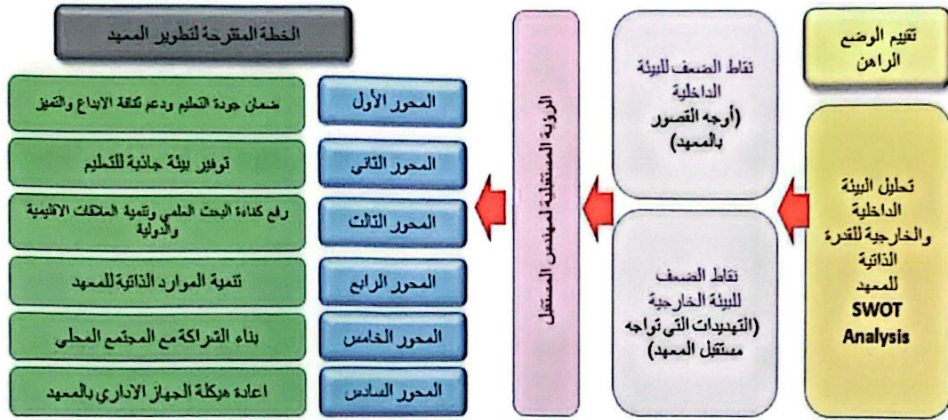 تقييم الوضع
الراهن
تحليل البيئة
الداخلية
والخارجية للقدرة
الذاتية
للمعهد
SWOT
Analysis
نقاط الضعف للبيئة
الداخلية
(أوجه القصور
بالمعهد)
نقاط الضعف
للبيئة الخارجية
(التهديدات التى تواجه
مستقبل المعهد)
الرؤية المستقبلية لمهندس المستقبل
الخطة المقترحة لتطوير المعهد
المحور الأول
ضمان جودة التعليم ودعم ثقافة الابداع والتميز
المحور الثانى
توفير بيئة جاذبة للتعليم
المحور الثالث
رفع كفاءة البحث العلمي وتنمية العلاقات الاقليمية
والدولية
المحور الرابع
تنمية الموارد الذاتية للمعهد
المحور الخامس
بناء الشراكة مع المجتمع المحلي
المحور السادس
اعادة هيكلة الجهاز الاداري بالمعهد